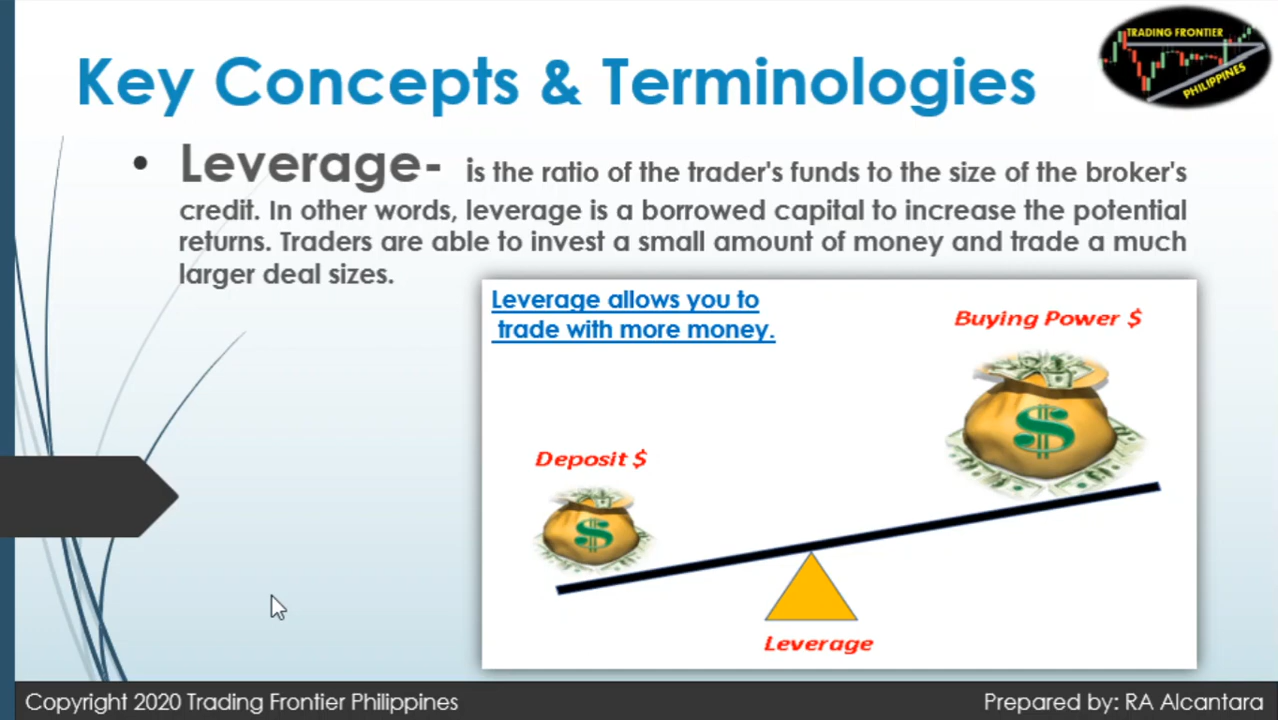 TRADING FRONTIER
PHILIPPINES
Key Concepts & Terminologies
• Leverage- is the ratio of the trader's funds to the size of the broker's
credit. In other words, leverage is a borrowed capital to increase the potential
returns. Traders are able to invest a small amount of money and trade a much
larger deal sizes.
Leverage allows you to
trade with more money.
Buying Power $
$
Deposit $
$
Leverage
Copyright 2020 Trading Frontier Philippines
Prepared by: RA Alcantara